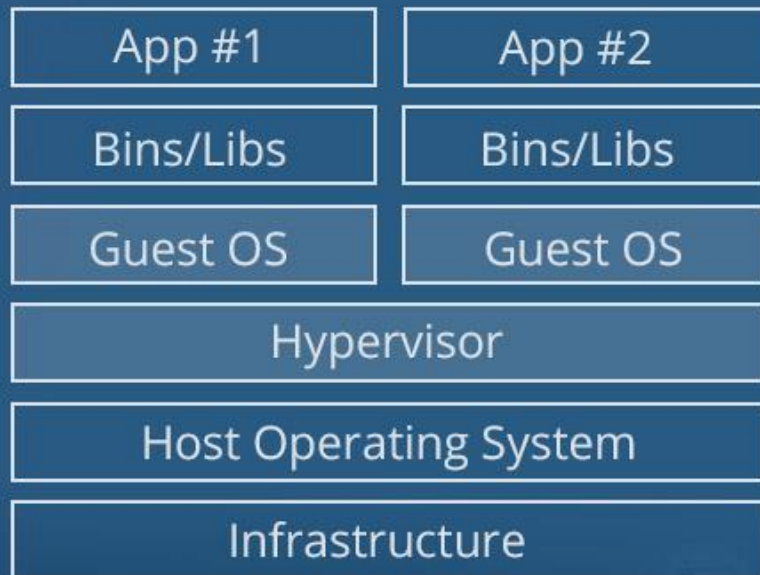 App #1 App #2
Bins/Libs Bins/Libs
Guest OS Guest OS
Hypervisor
Host Operating System
Infrastructure